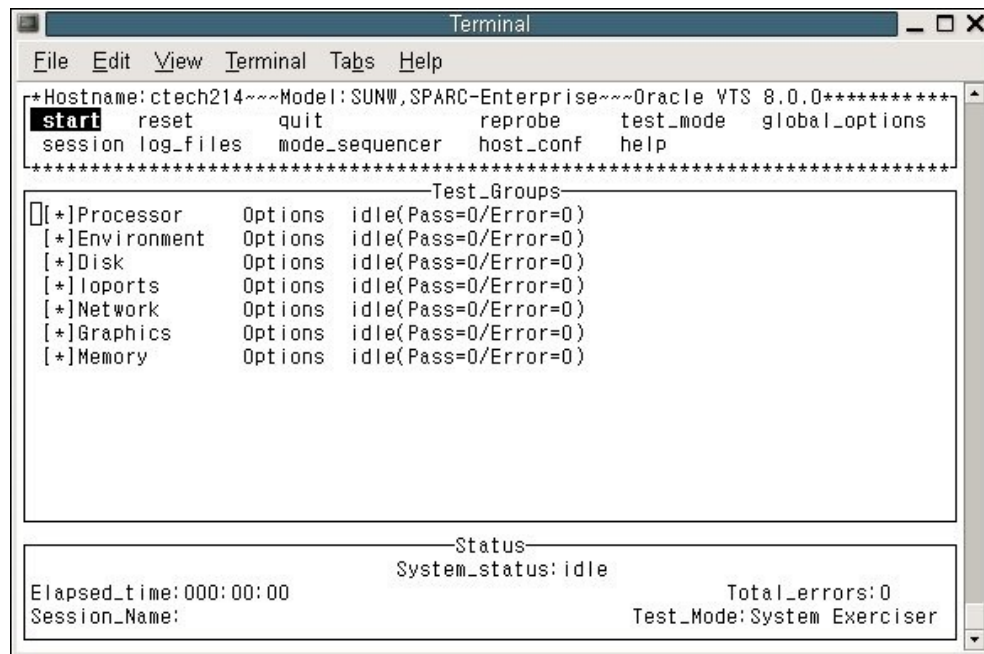 Terminal
File Edit View Terminal Tabs Help
*Hostname:ctech214~~~Model:SUNW,SPARC-Enterprise~~~Oracle VTS 8.0.0***********
start reset quit reprobe test_mode global_options
session log_files mode_sequencer host_conf help
Test_Groups
[*]Processor Options idle(Pass=0/Error=0)
[*]Environment Options idle(Pass=0/Error=0)
[*]Disk Options idle(Pass=0/Error=0)
[*]Ioports Options idle(Pass=0/Error=0)
[*]Network Options idle(Pass=0/Error=0)
[*]Graphics Options idle(Pass=0/Error=0)
[*]Memory Options idle(Pass=0/Error=0)
Status
System_status:idle
Elapsed_time:000:00:00 Total_errors:0
Session_Name: Test_Mode:System Exerciser